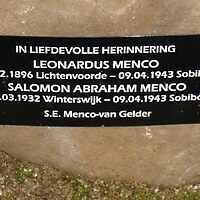 IN LIEFDEVOLLE HERINNERING
LEONARDUS MENCO
2.1896 Lichtenvoorde – 09.04.1943 Sobi
SALOMON ABRAHAM MENCO
.03.1932 Winterswijk – 09.04.1943 Sobib
S.E. Menco-van Gelder